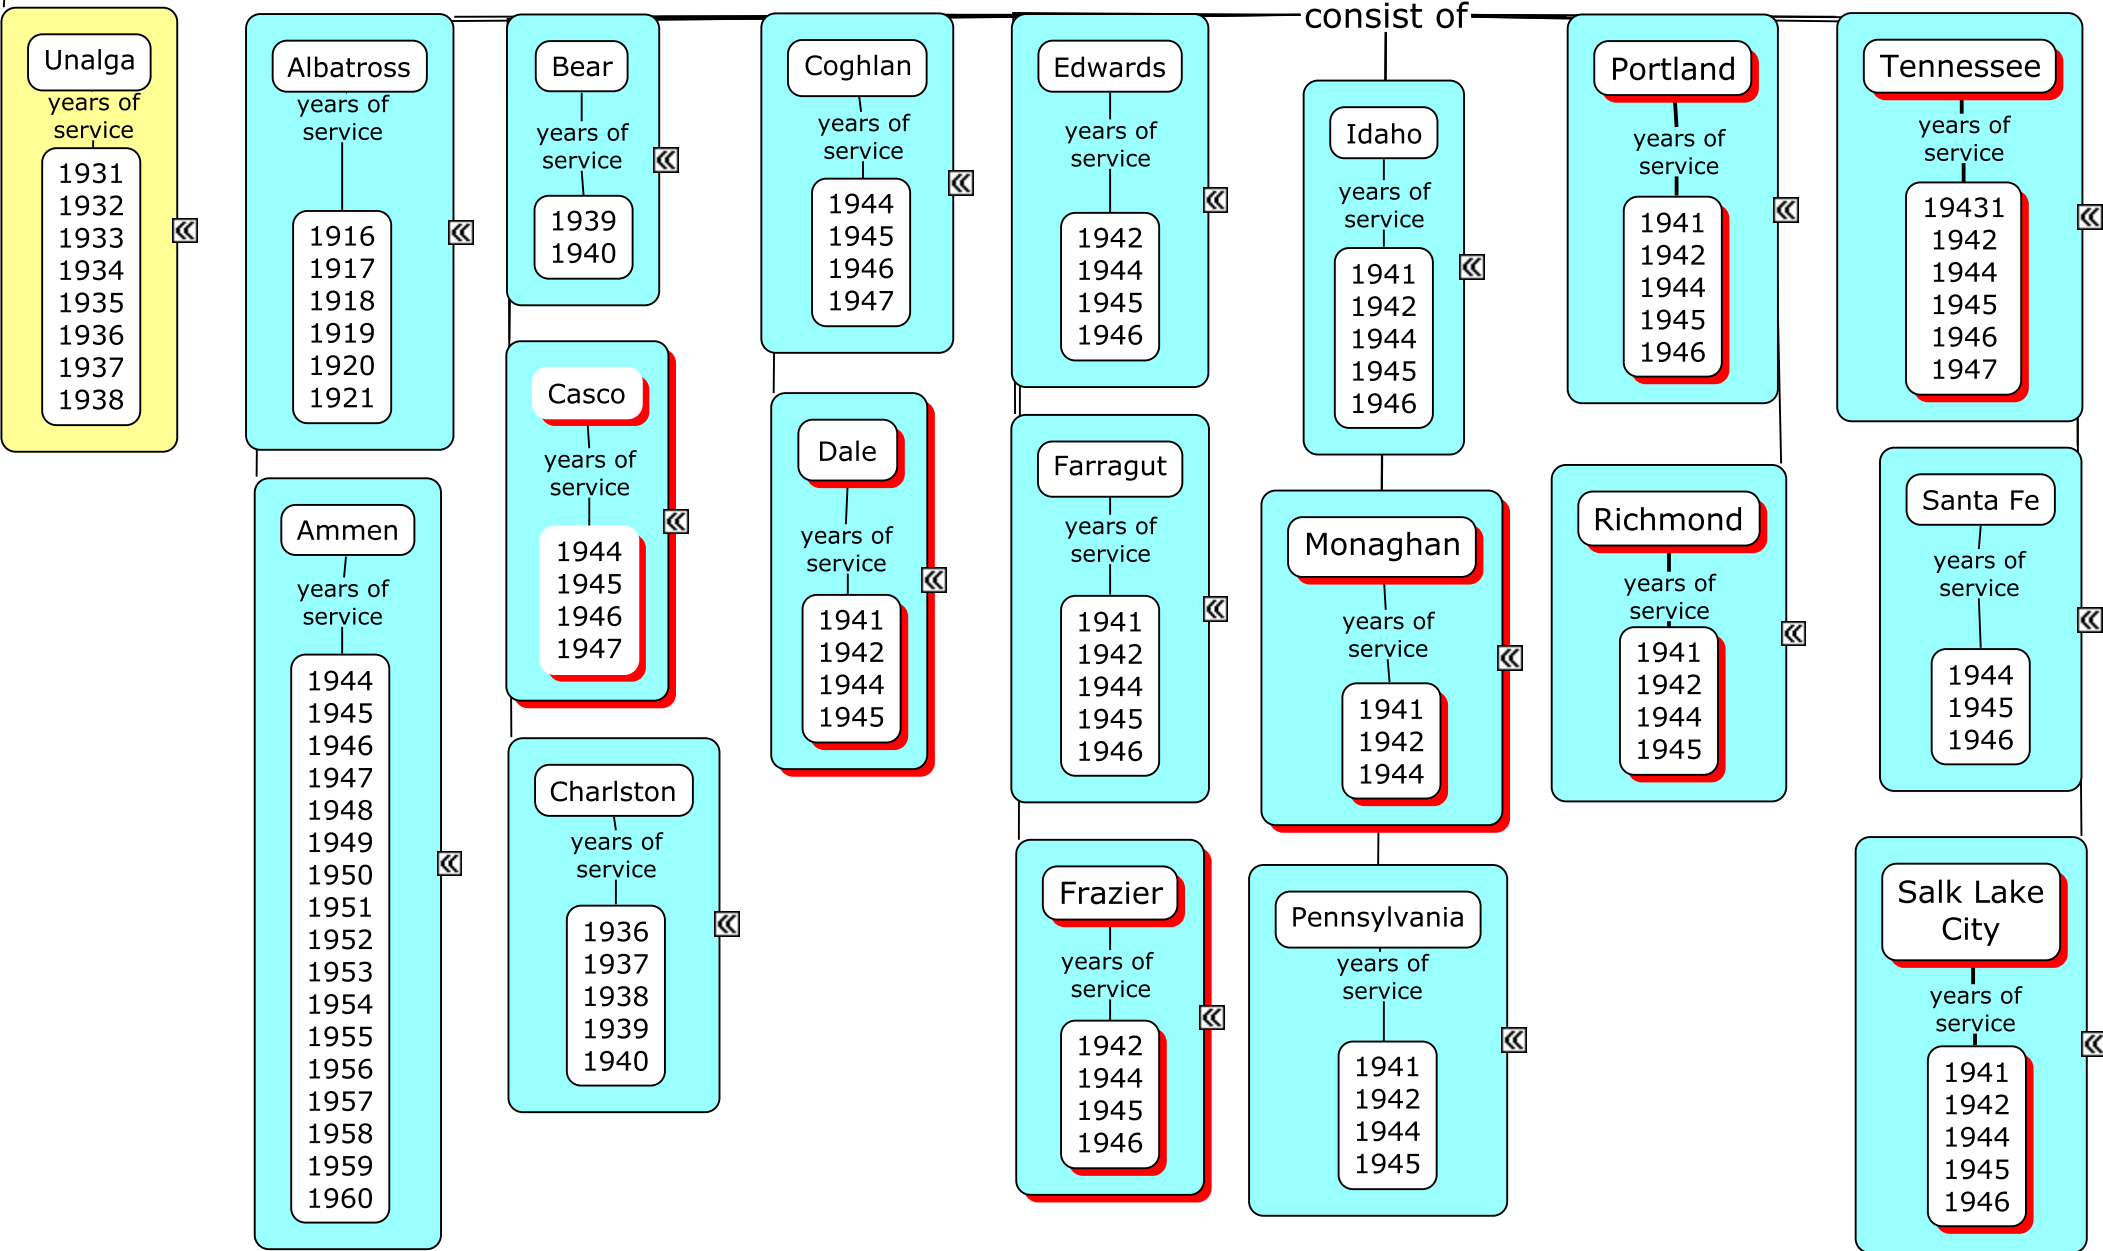 consist of
Unalga
years of
service
1931
1932
1933
1934
1935
1936
1937
1938
Albatross
years of
service
1916
1917
1918
1919
1920
1921
Ammen
years of
service
1944
1945
1946
1947
1948
1949
1950
1951
1952
1953
1954
1955
1956
1957
1958
1959
1960
Bear
years of
service
1939
1940
Casco
years of
service
1944
1945
1946
1947
Charlston
years of
service
1936
1937
1938
1939
1940
Coghlan
years of
service
1944
1945
1946
1947
Dale
years of
service
1941
1942
1944
1945
Edwards
years of
service
1942
1944
1945
1946
Farragut
years of
service
1941
1942
1944
1945
1946
Frazier
years of
service
1942
1944
1945
1946
Idaho
years of
service
1941
1942
1944
1945
1946
Monaghan
years of
service
1941
1942
1944
Pennsylvania
years of
service
1941
1942
1944
1945
Portland
years of
service
1941
1942
1944
1945
1946
Richmond
years of
service
1941
1942
1944
1945
Tennessee
years of
service
19431
1942
1944
1945
1946
1947
Santa Fe
years of
service
1944
1945
1946
Salk Lake
City
years of
service
1941
1942
1944
1945
1946